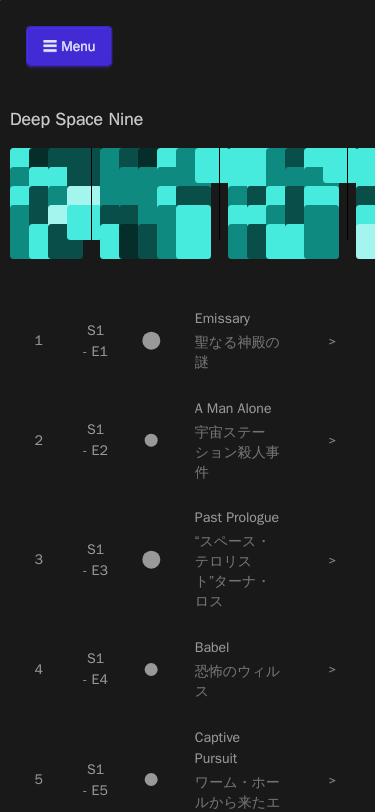 ☰ Menu
Deep Space Nine
1
S1
- E1
Emissary
聖なる神殿の
謎
>
2
S1
- E2
A Man Alone
宇宙ステー
ション殺人事
件
>
3
S1
- E3
Past Prologue
“スペース・
テロリス
ト”ターナ・
ロス
>
4
S1
- E4
Babel
恐怖のウィル
ス
>
5
S1
- E5
Captive
Pursuit
ワーム・ホー
ルから来たエ
>